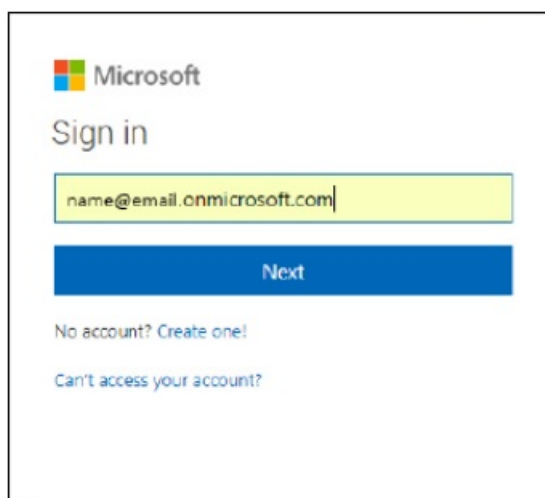 Microsoft
Sign in
name@email.onmicrosoft.com
Next
No account? Create one!
Can't access your account?